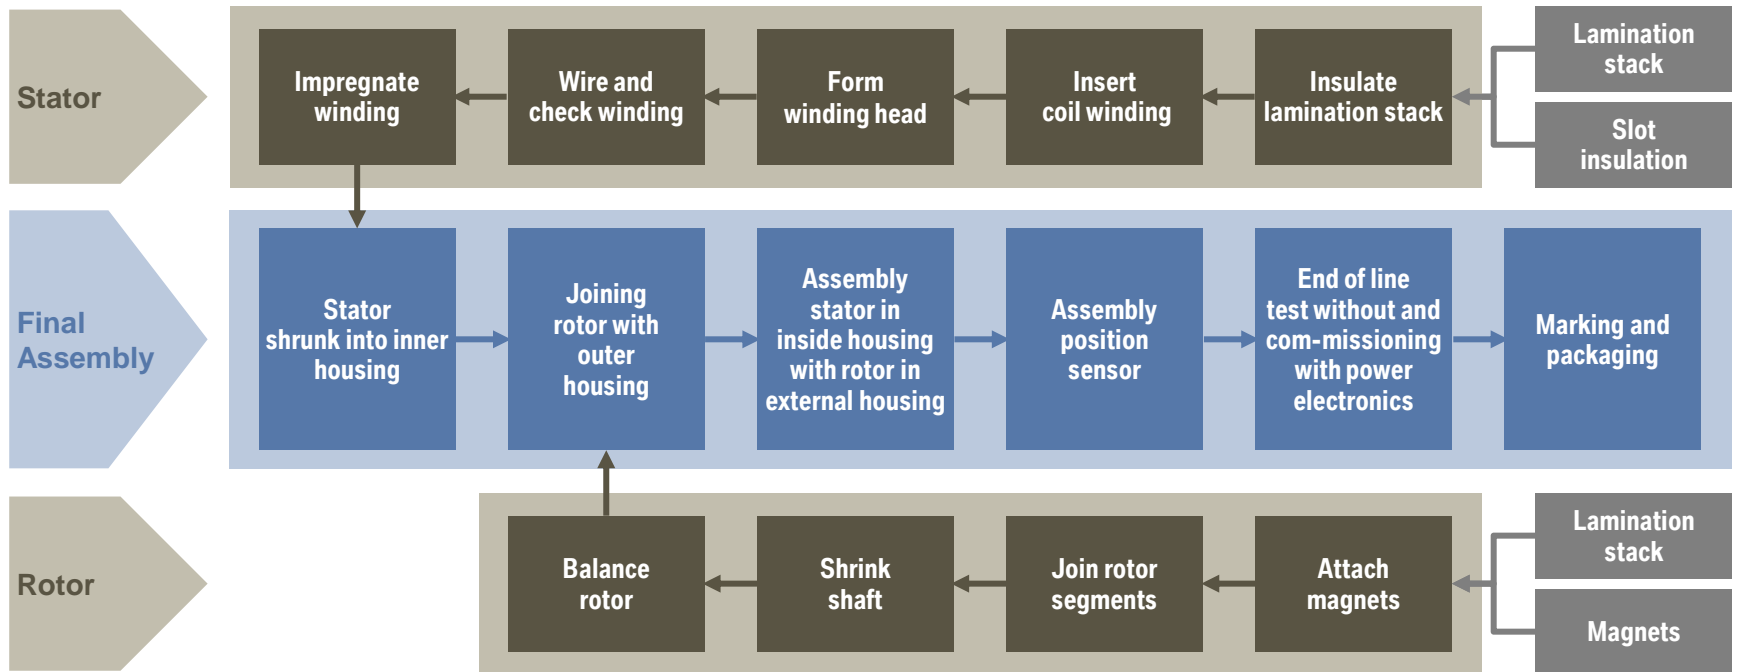 Stator
Impregnate
winding
Wire and
check winding
Form
winding head
Insert
coil winding
Insulate
lamination stack
Lamination
stack
Slot
insulation
Final
Assembly
Stator
shrunk into inner
housing
Joining
rotor with
outer
housing
Assembly
stator in
inside housing
with rotor in
external housing
Assembly
position
sensor
End of line
test without and
com-missioning
with power
electronics
Marking and
packaging
Rotor
Balance
rotor
Shrink
shaft
Join rotor
segments
Attach
magnets
Lamination
stack
Magnets